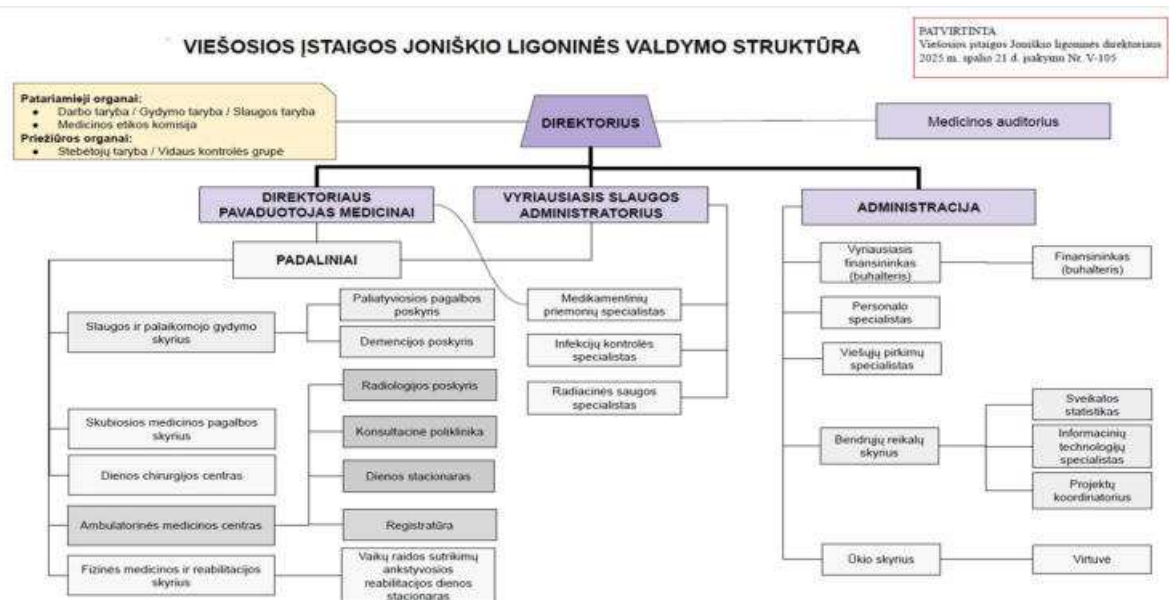 VIEŠOSIOS ĮSTAIGOS JONIŠKIO LIGONINĖS VALDYMO STRUKTŪRA
PATVIRTINTA
Viešosios įstaigos Joniškio ligoninės direktoriaus
2025 m. spalio 21 d. įsakymu Nr. V-105
Patariamieji organai:
Darbo taryba / Gydymo taryba / Slaugos taryba
Medicinos etikos komisija
Priežiūros organai:
Stebėtojų taryba / Vidaus kontrolės grupė
DIREKTORIUS
Medicinos auditorius
DIREKTORIAUS
PAVADUOTOJAS MEDICINAI
VYRIAUSIASIS SLAUGOS
ADMINISTRATORIUS
ADMINISTRACIJA
PADALINIAI
Slaugos ir palaikomojo gydymo
skyrius
Paliatyviosios pagalbos
poskyris
Demencijos poskyris
Skubiosios medicinos pagalbos
skyrius
Dienos chirurgijos centras
Ambulatorinės medicinos centras
Radiologijos poskyris
Konsultacinė poliklinika
Dienos stacionaras
Registratūra
Fizinės medicinos ir reabilitacijos
skyrius
Vaikų raidos sutrikimų
ankstyvosios
reabilitacijos dienos
stacionaras
Medikamentinių
priemonių specialistas
Infekcijų kontrolės
specialistas
Radiacinės saugos
specialistas
Vyriausiasis
finansininkas
(buhalteris)
Finansininkas
(buhalteris)
Personalo
specialistas
Viešųjų pirkimų
specialistas
Bendrųjų reikalų
skyrius
Sveikatos
statistikas
Informacinių
technologijų
specialistas
Projektų
koordinatorius
Ūkio skyrius
Virtuvė